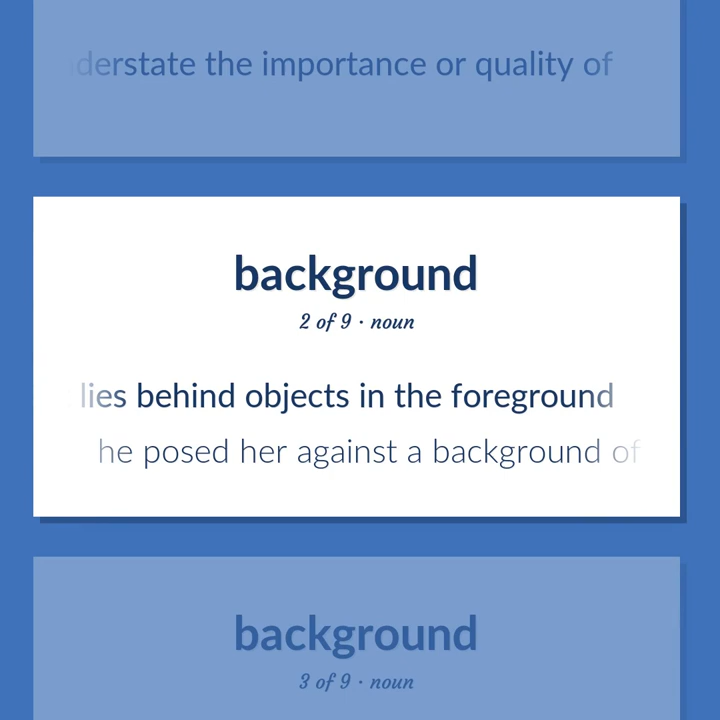 derstate the importance or quality of
background
2 of 9 · noun
lies behind objects in the foreground
he posed her against a background of
background
3 of 9 · noun